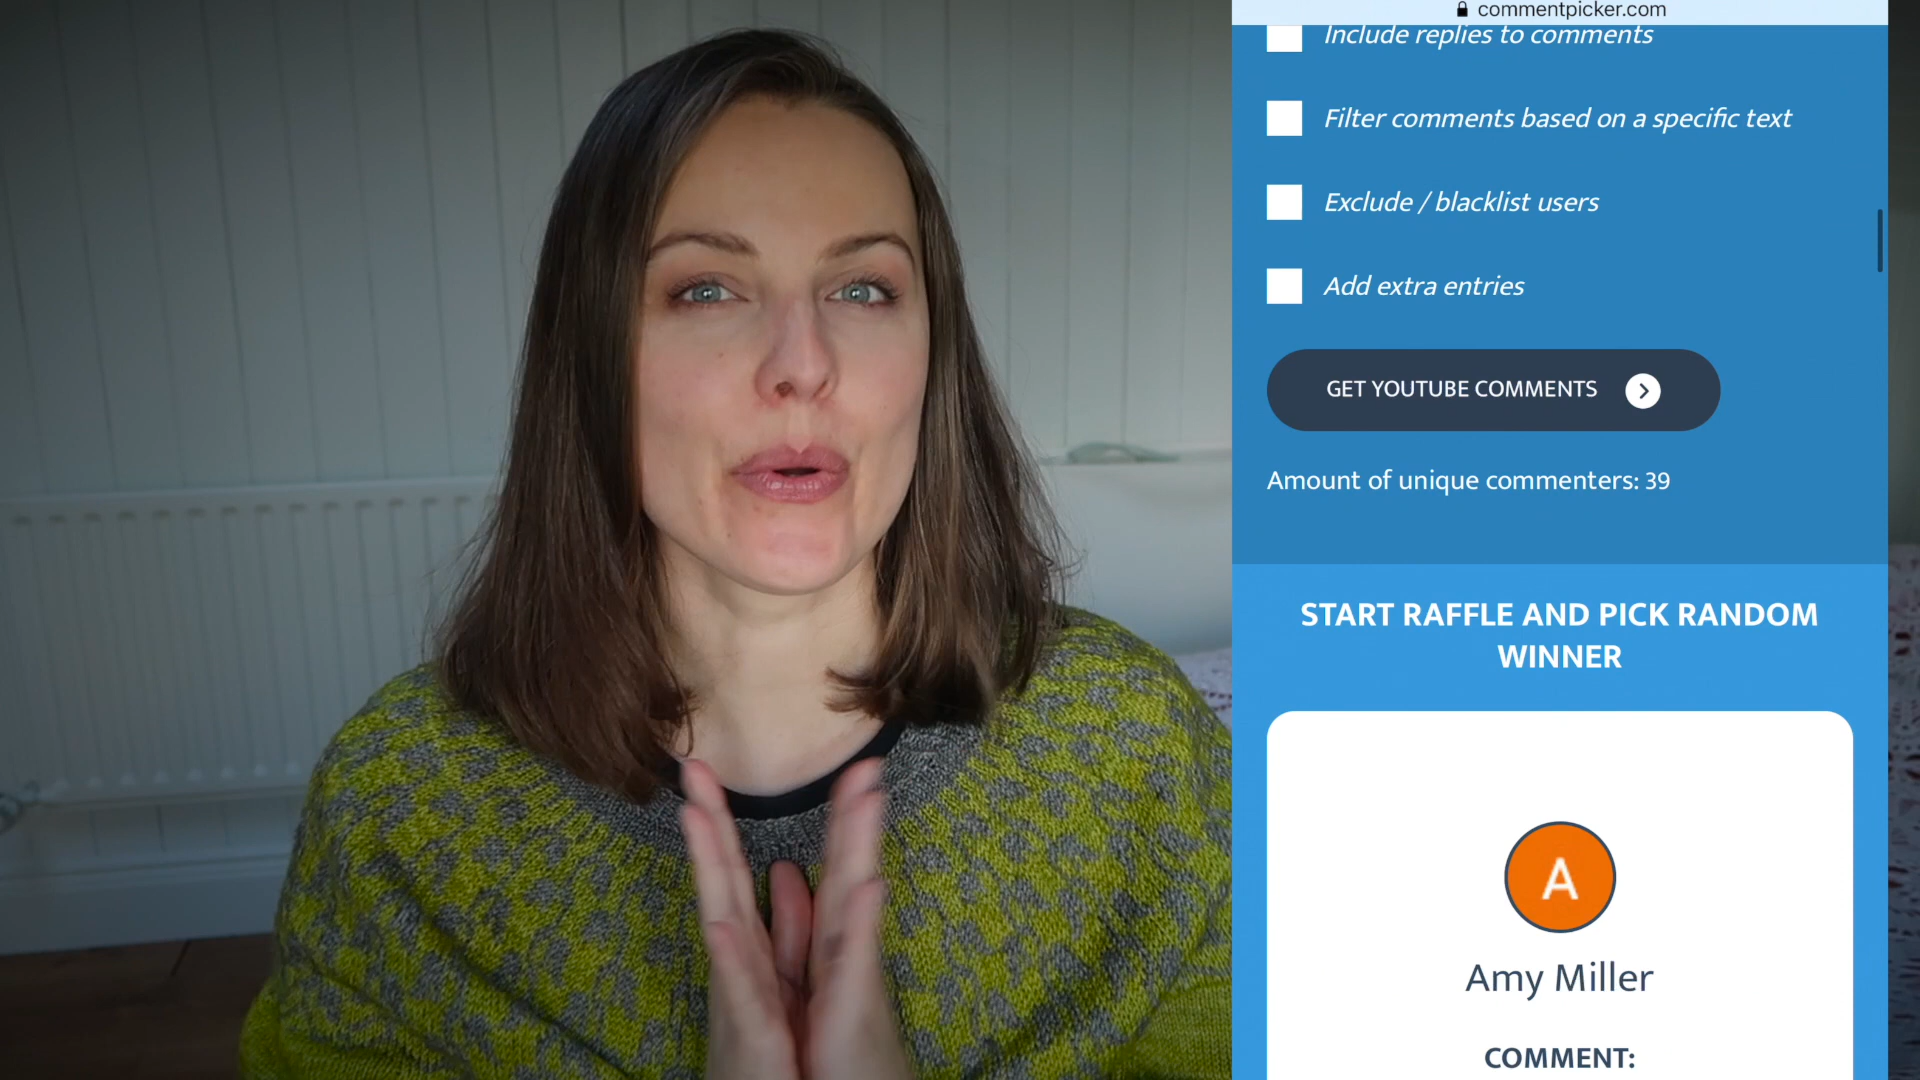 commentpicker.com
Include replies to comments
Filter comments based on a specific text
Exclude / blacklist users
Add extra entries
GET YOUTUBE COMMENTS
Amount of unique commenters: 39
START RAFFLE AND PICK RANDOM
WINNER
A
Amy Miller
COMMENT: